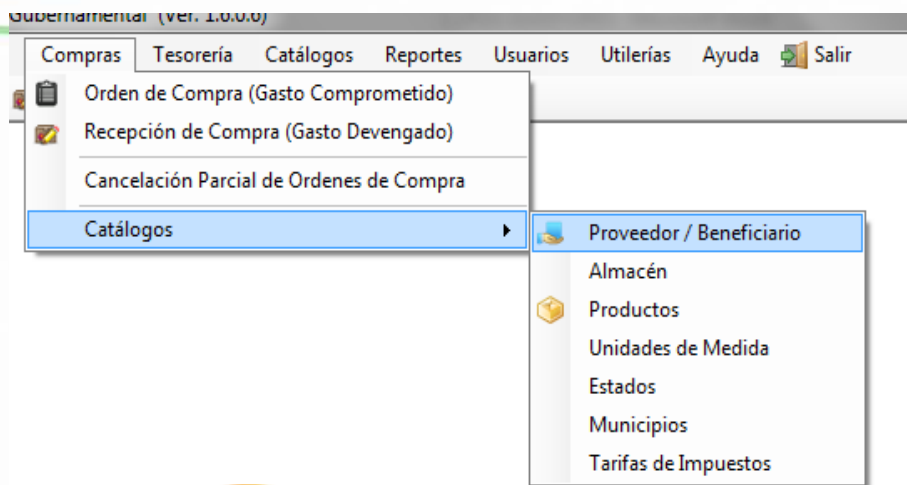 Gubernamental (Ver. 1.6.0.6)
Compras Tesorería Catálogos Reportes Usuarios Utilerías Ayuda Salir
Orden de Compra (Gasto Comprometido)
Recepción de Compra (Gasto Devengado)
Cancelación Parcial de Ordenes de Compra
Catálogos
Proveedor / Beneficiario
Almacén
Productos
Unidades de Medida
Estados
Municipios
Tarifas de Impuestos